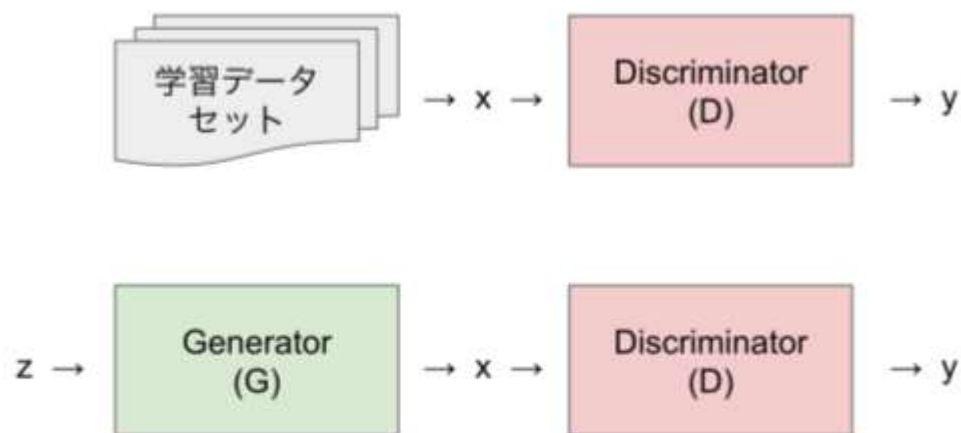 学習データ
セット
→ x →
Discriminator
(D)
→ y
z →
Generator
(G)
→ x →
Discriminator
(D)
→ y